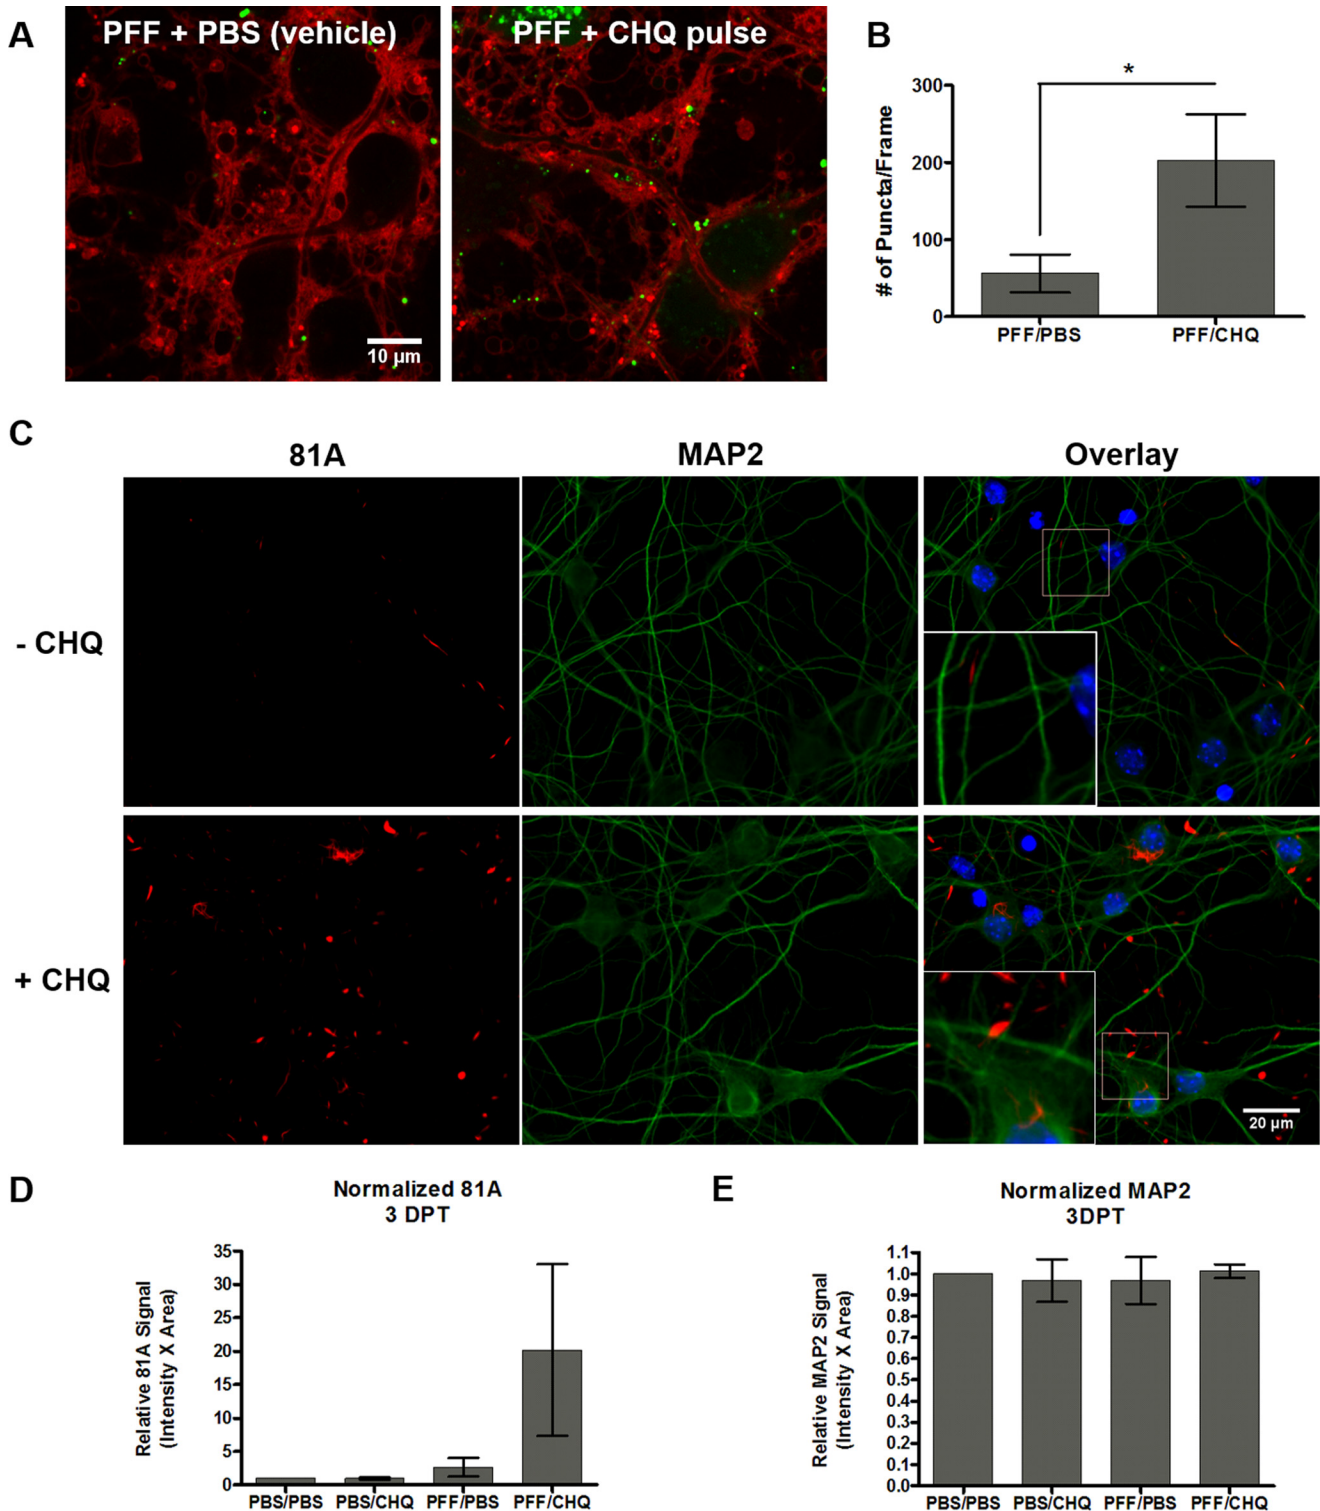 A
PFF + PBS (vehicle)
PFF + CHQ pulse
10 µm
B
*
# of Puncta/Frame
300
200
100
0
PFF/PBS
PFF/CHQ
C
81A
MAP2
Overlay
- CHQ
+ CHQ
20 µm
D
Normalized 81A
3 DPT
Relative 81A Signal
(Intensity X Area)
35
30
25
20
15
10
5
0
PBS/PBS
PBS/CHQ
PFF/PBS
PFF/CHQ
E
Normalized MAP2
3DPT
Relative MAP2 Signal
(Intensity X Area)
1.1
1.0
0.9
0.8
0.7
0.6
0.5
0.4
0.3
0.2
0.1
0.0
PBS/PBS
PBS/CHQ
PFF/PBS
PFF/CHQ